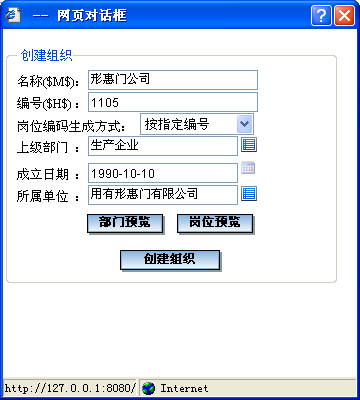 -- 网页对话框
创建组织
名称($M$)： 形惠门公司
编号($H$)： 1105
岗位编码生成方式： 按指定编号
上级部门 ： 生产企业
成立日期 ： 1990-10-10
所属单位 ： 用有形惠门有限公司
部门预览 岗位预览
创建组织
http://127.0.0.1:8080/ Internet